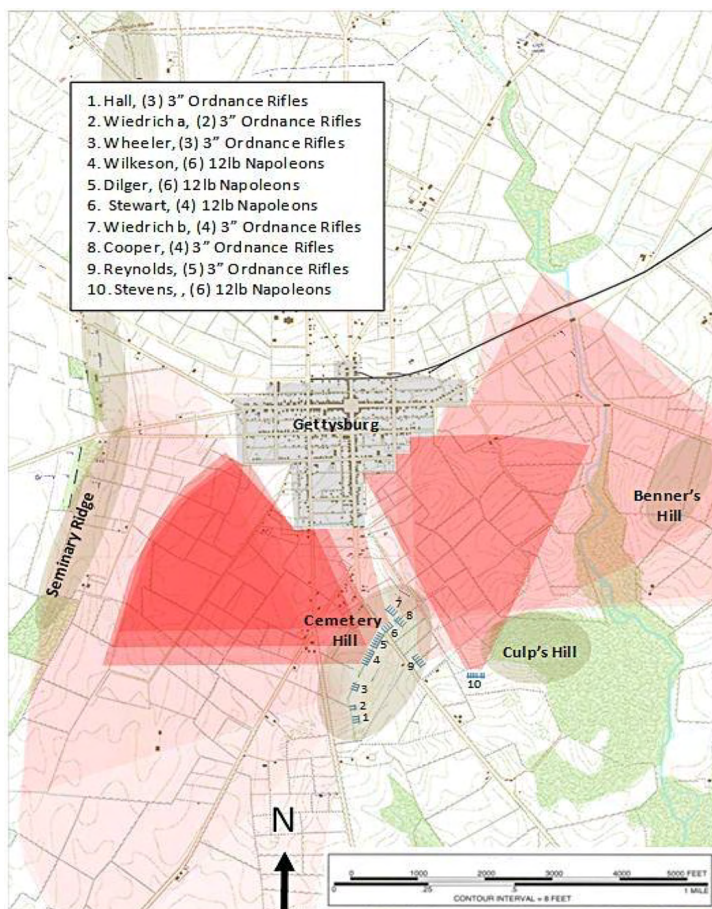 1. Hall, (3) 3” Ordnance Rifles
2. Wiedrich a, (2) 3” Ordnance Rifles
3. Wheeler, (3) 3” Ordnance Rifles
4. Wilkeson, (6) 12lb Napoleons
5. Dilger, (6) 12lb Napoleons
6. Stewart, (4) 12lb Napoleons
7. Wiedrich b, (4) 3” Ordnance Rifles
8. Cooper, (4) 3” Ordnance Rifles
9. Reynolds, (5) 3” Ordnance Rifles
10. Stevens, , (6) 12lb Napoleons
Gettysburg
Benner’s
Hill
Seminary Ridge
Cemetery
Hill
Culp’s Hill
7
8
6
5
4
9
10
3
2
1
N
0 1000 2000 3000 4000 5000 FEET
0 .25 .5 1 MILE
CONTOUR INTERVAL = 8 FEET